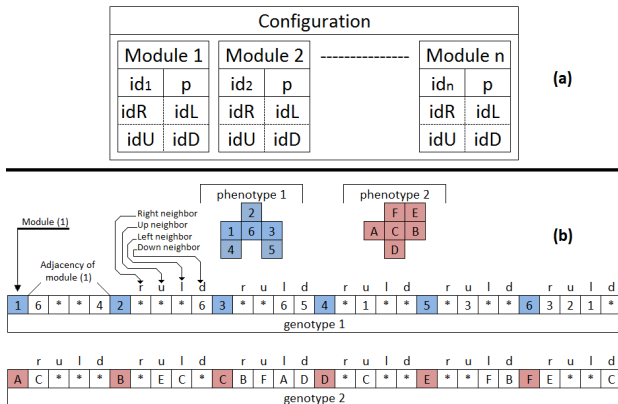 Configuration
Module 1 Module 2 ---------------- Module n
id1 p id2 p idn p
idR idL idR idL idR idL
idU idD idU idD idU idD
(a)
phenotype 1 phenotype 2
(b)
Right neighbor
Up neighbor
Left neighbor
Down neighbor
Module (1)
Adjacency of
module (1)
2
1 6 3
4 5
F E
A C B
D
r u l d r u l d r u l d r u l d r u l d
1 6 * * 4 2 * * * 6 3 * * 6 5 4 * 1 * * 5 * 3 * * 6 3 2 1 *
genotype 1
r u l d r u l d r u l d r u l d r u l d r u l d
A C * * * B * E C * C B F A D D * C * * E * * F B F E * * C
genotype 2